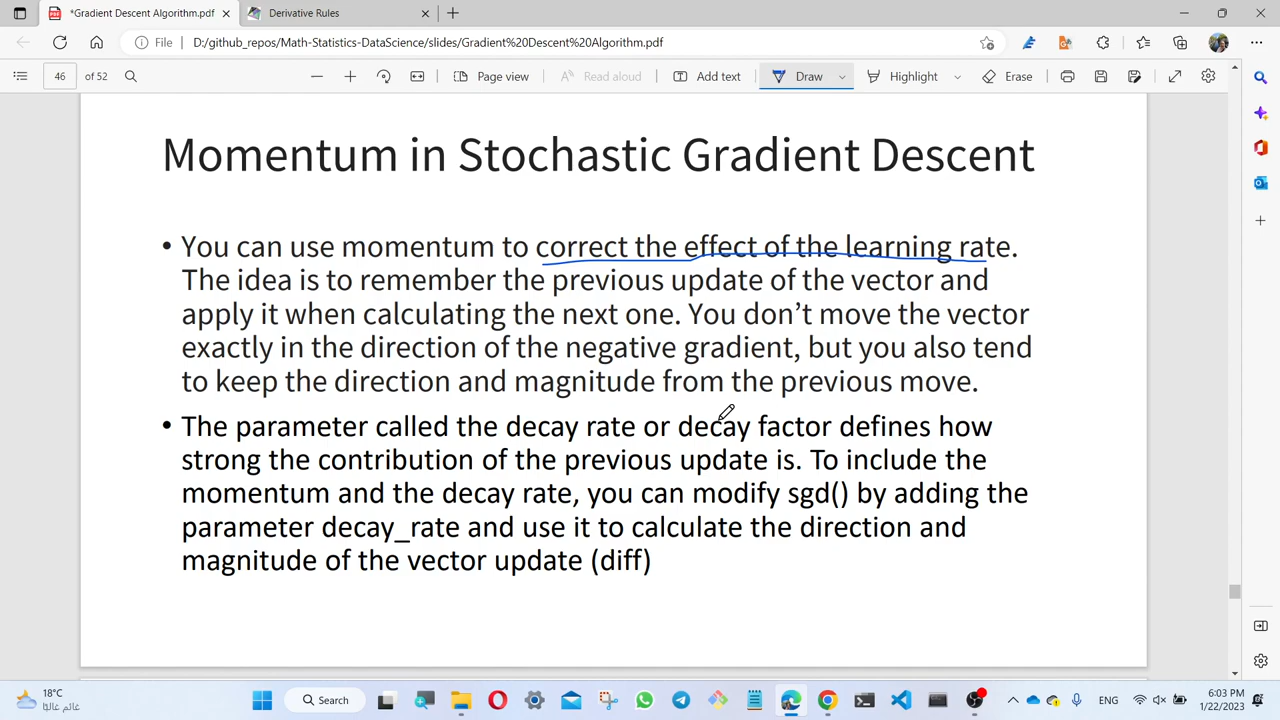 *Gradient Descent Algorithm.pdf
Derivative Rules
File
D:/github_repos/Math-Statistics-DataScience/slides/Gradient%20Descent%20Algorithm.pdf
46 of 52
Page view
Read aloud
Add text
Draw
Highlight
Erase
Momentum in Stochastic Gradient Descent
• You can use momentum to correct the effect of the learning rate.
The idea is to remember the previous update of the vector and
apply it when calculating the next one. You don’t move the vector
exactly in the direction of the negative gradient, but you also tend
to keep the direction and magnitude from the previous move.
• The parameter called the decay rate or decay factor defines how
strong the contribution of the previous update is. To include the
momentum and the decay rate, you can modify sgd() by adding the
parameter decay_rate and use it to calculate the direction and
magnitude of the vector update (diff)
18°C
غائم غالبًا
Search
ENG
6:03 PM
1/22/2023